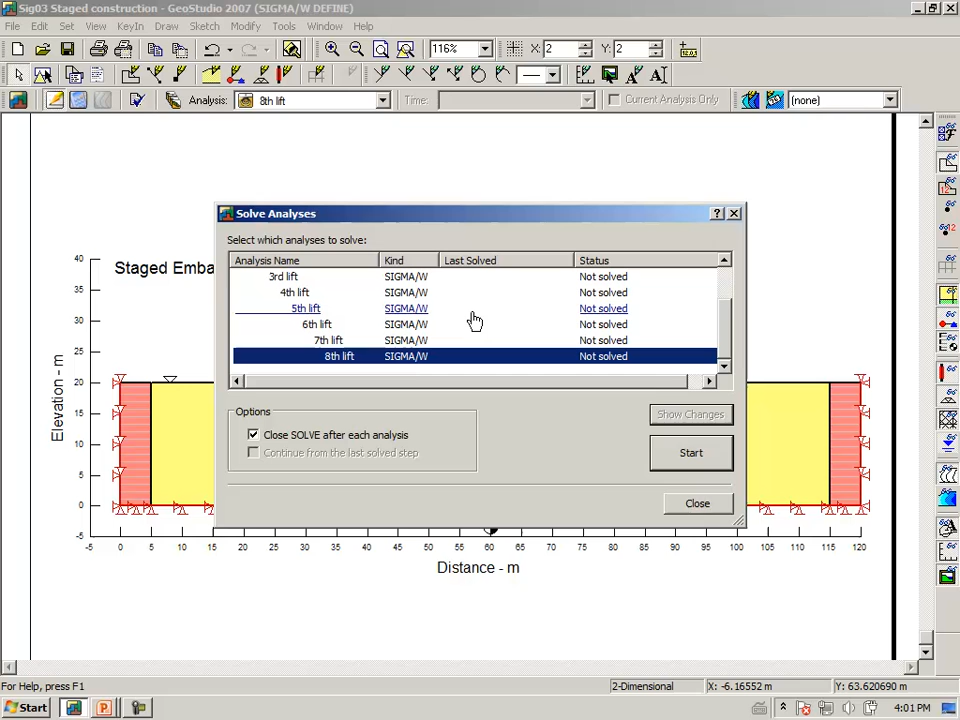 Sig03 Staged construction - GeoStudio 2007 (SIGMA/W DEFINE)
File Edit Set View KeyIn Draw Sketch Modify Tools Window Help
116% X: 2 Y: 2
Analysis: 8th lift Time: Current Analysis Only (none)
Solve Analyses
Select which analyses to solve:
Analysis Name Kind Last Solved Status
3rd lift SIGMA/W Not solved
4th lift SIGMA/W Not solved
5th lift SIGMA/W Not solved
6th lift SIGMA/W Not solved
7th lift SIGMA/W Not solved
8th lift SIGMA/W Not solved
Options
Close SOLVE after each analysis
Continue from the last solved step
Show Changes
Start
Close
Staged Emba
Elevation - m
40
35
30
25
20
15
10
5
0
-5
-5 0 5 10 15 20 25 30 35 40 45 50 55 60 65 70 75 80 85 90 95 100 105 110 115 120
Distance - m
For Help, press F1 2-Dimensional X: -6.16552 m Y: 63.620690 m
Start 4:01 PM